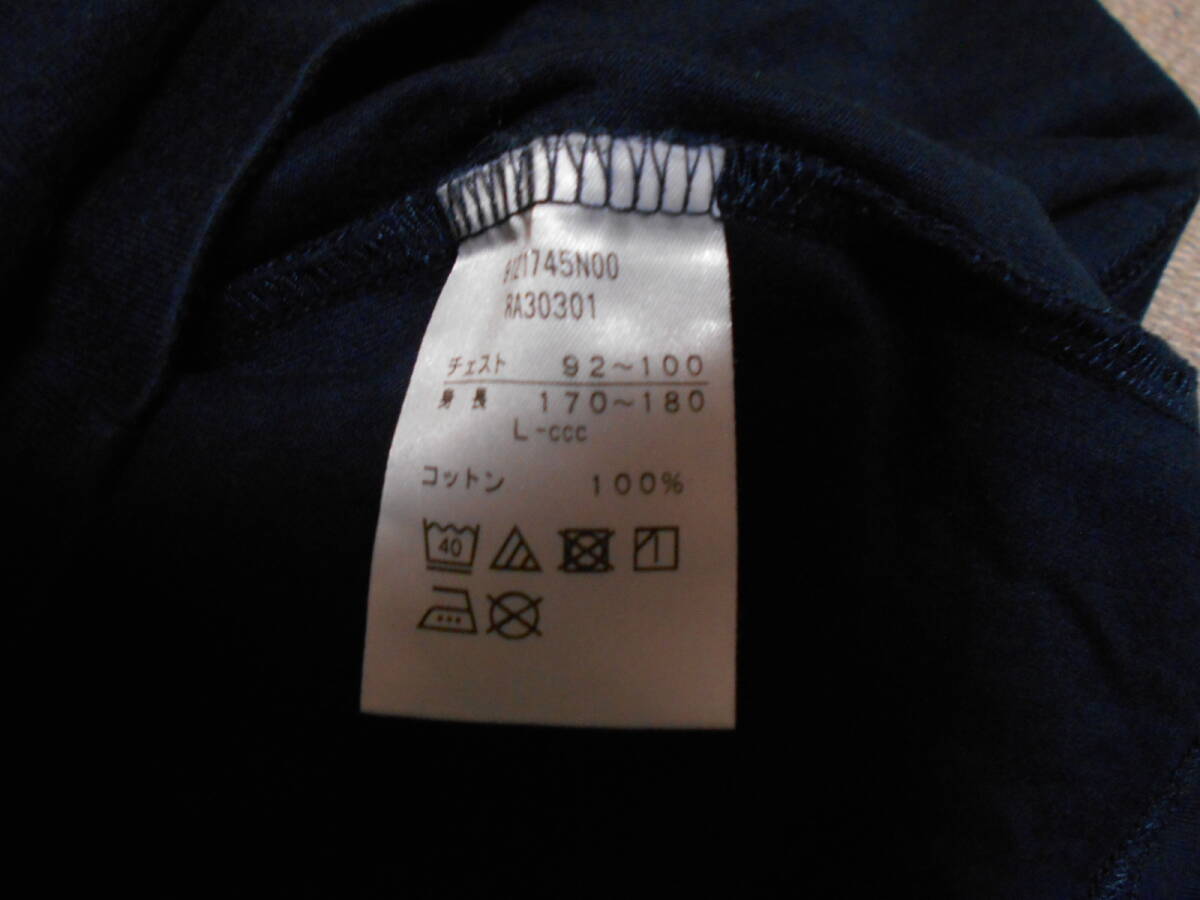 RA30301
チェスト 92~100
身長 170~180
L-ccc
コットン 100%
40